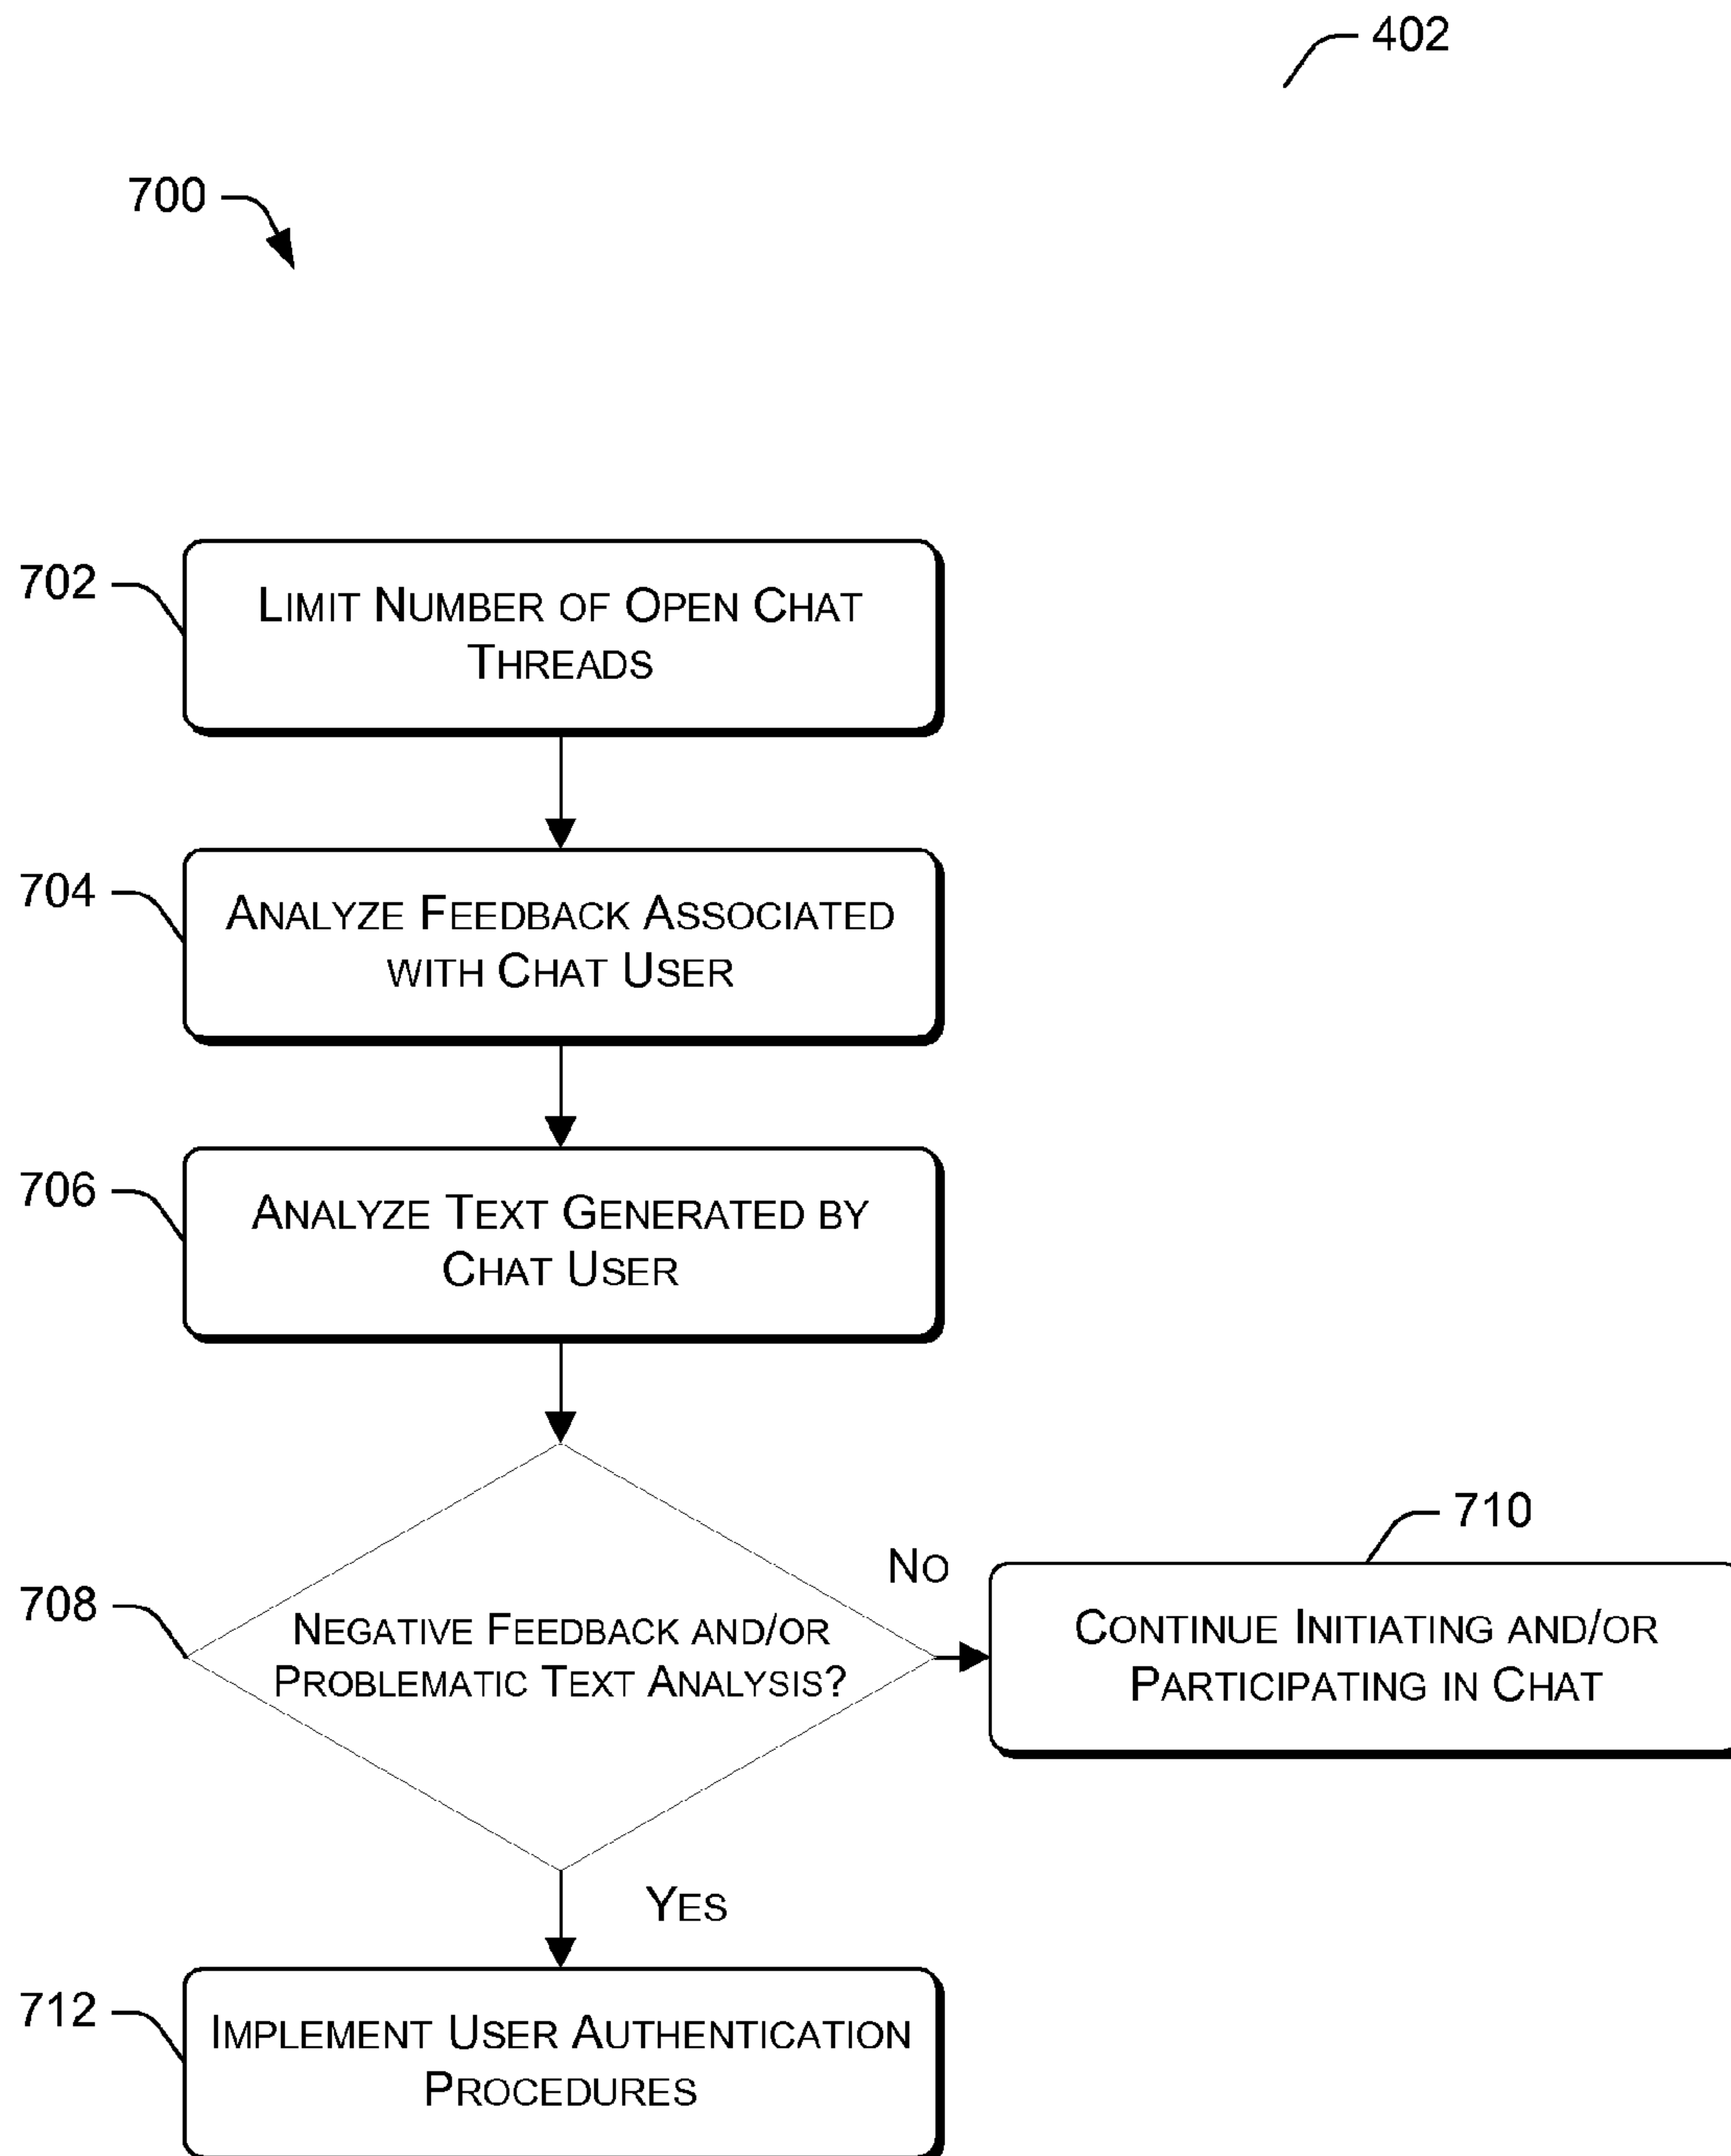 402
700
702
LIMIT NUMBER OF OPEN CHAT
THREADS
704
ANALYZE FEEDBACK ASSOCIATED
WITH CHAT USER
706
ANALYZE TEXT GENERATED BY
CHAT USER
710
NO
708
NEGATIVE FEEDBACK AND/OR
PROBLEMATIC TEXT ANALYSIS?
CONTINUE INITIATING AND/OR
PARTICIPATING IN CHAT
YES
712
IMPLEMENT USER AUTHENTICATION
PROCEDURES